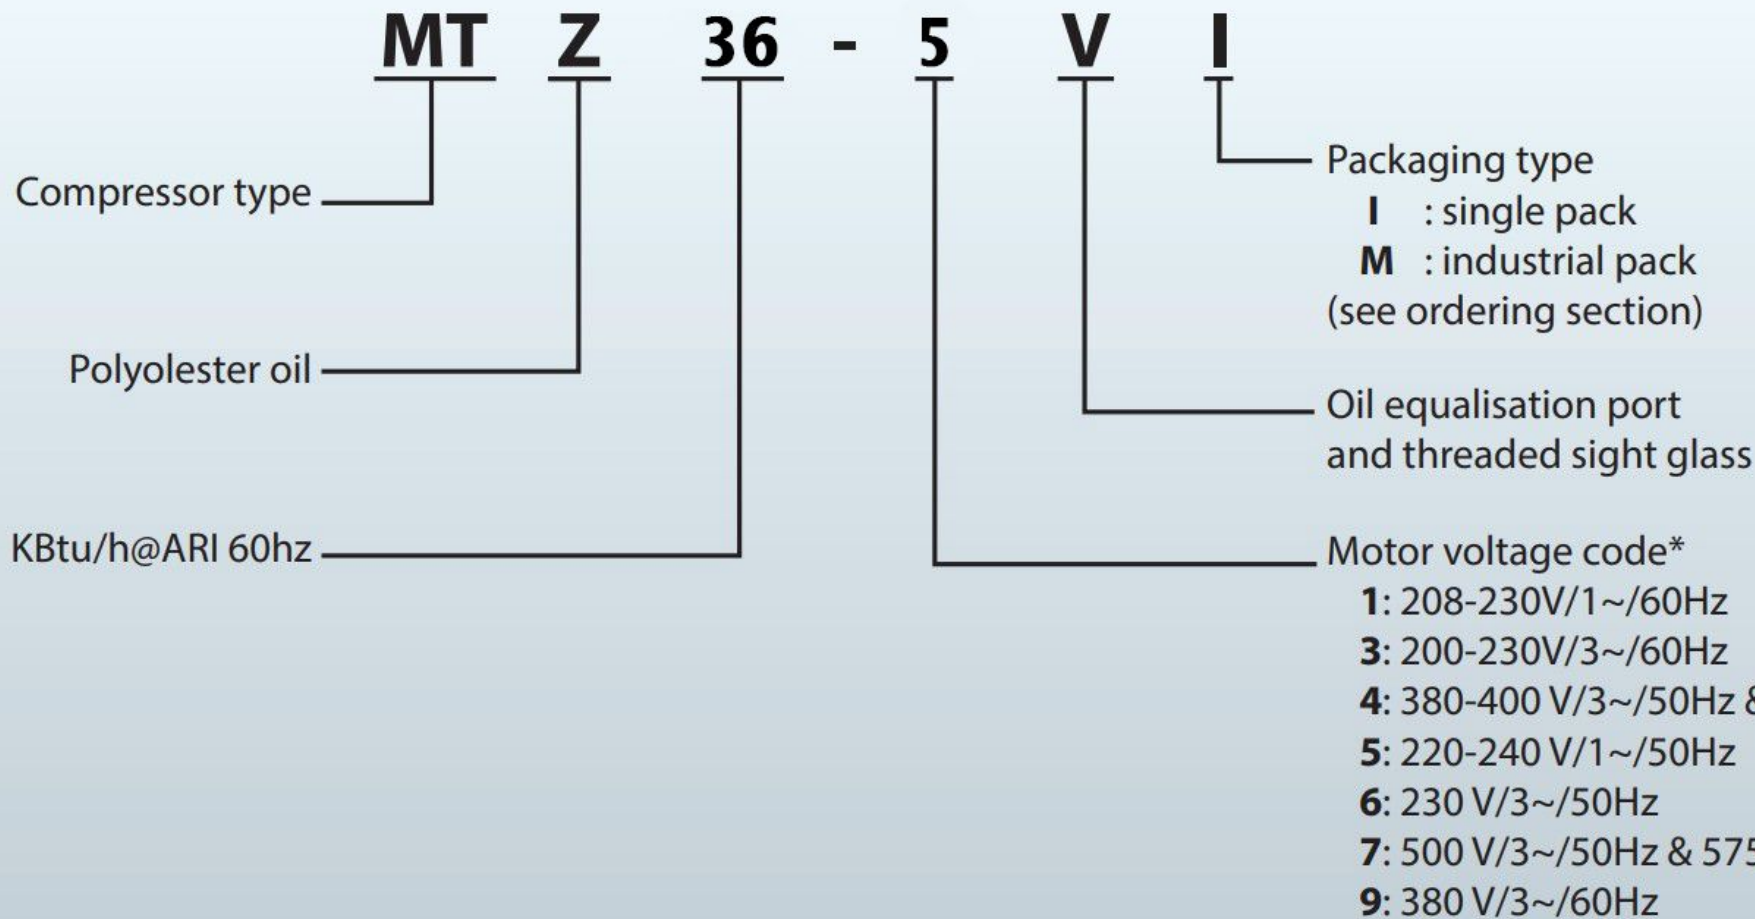 MT Z 36 - 5 V I
Compressor type
Polyolester oil
KBtu/h@ARI 60hz
Packaging type
I : single pack
M : industrial pack
(see ordering section)
Oil equalisation port
and threaded sight glass
Motor voltage code*
1: 208-230V/1~/60Hz
3: 200-230V/3~/60Hz
4: 380-400 V/3~/50Hz &
5: 220-240 V/1~/50Hz
6: 230 V/3~/50Hz
7: 500 V/3~/50Hz & 575
9: 380 V/3~/60Hz